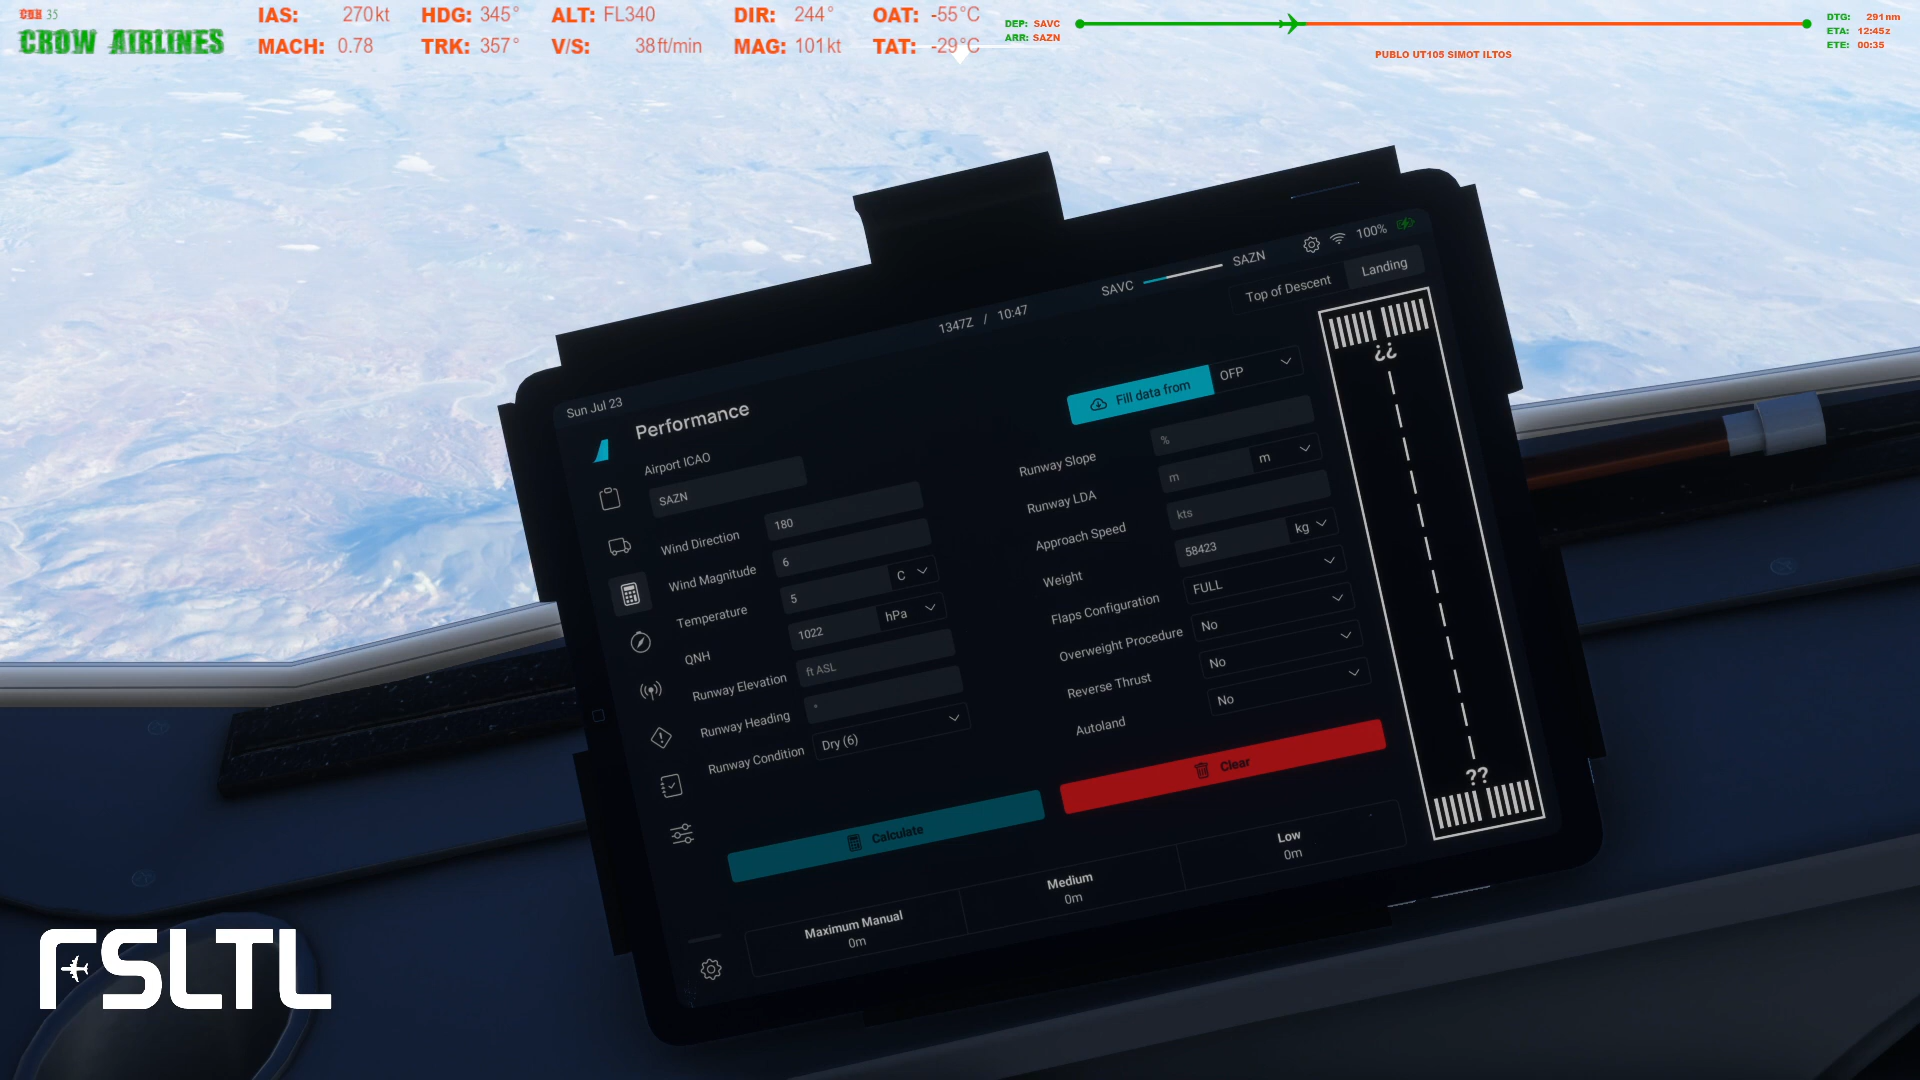 CRH 35
CROW AIRLINES
IAS: 270kt HDG: 345° ALT: FL340 DIR: 244° OAT: -55°C
MACH: 0.78 TRK: 357° V/S: 38ft/min MAG: 101kt TAT: -29°C
DEP: SAVC
ARR: SAZN
PUBLO UT105 SIMOT ILTOS
DTG: 291nm
ETA: 12:45z
ETE: 00:35
Sun Jul 23
1347Z / 10:47
SAVC SAZN
100%
Performance
Top of Descent Landing
Fill data from OFP
Airport ICAO
SAZN
Wind Direction 180
Wind Magnitude 6
Temperature 5 C
QNH 1022 hPa
Runway Elevation ft ASL
Runway Heading °
Runway Condition Dry (6)
Runway Slope %
Runway LDA m m
Approach Speed kts
Weight 58423 kg
Flaps Configuration FULL
Overweight Procedure No
Reverse Thrust No
Autoland No
Calculate
Clear
Maximum Manual
0m
Medium
0m
Low
0m
??
??
FSLTL